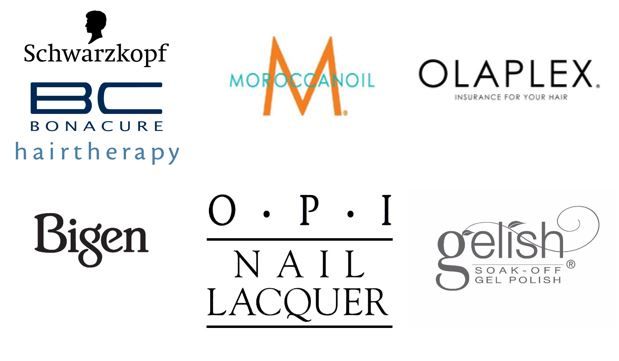 Schwarzkopf
BC
BONACURE
hairtherapy
M
MOROCCANOIL
OLAPLEX.
INSURANCE FOR YOUR HAIR
Bigen
O · P · I
NAIL
LACQUER
gelish
SOAK-OFF ®
GEL POLISH